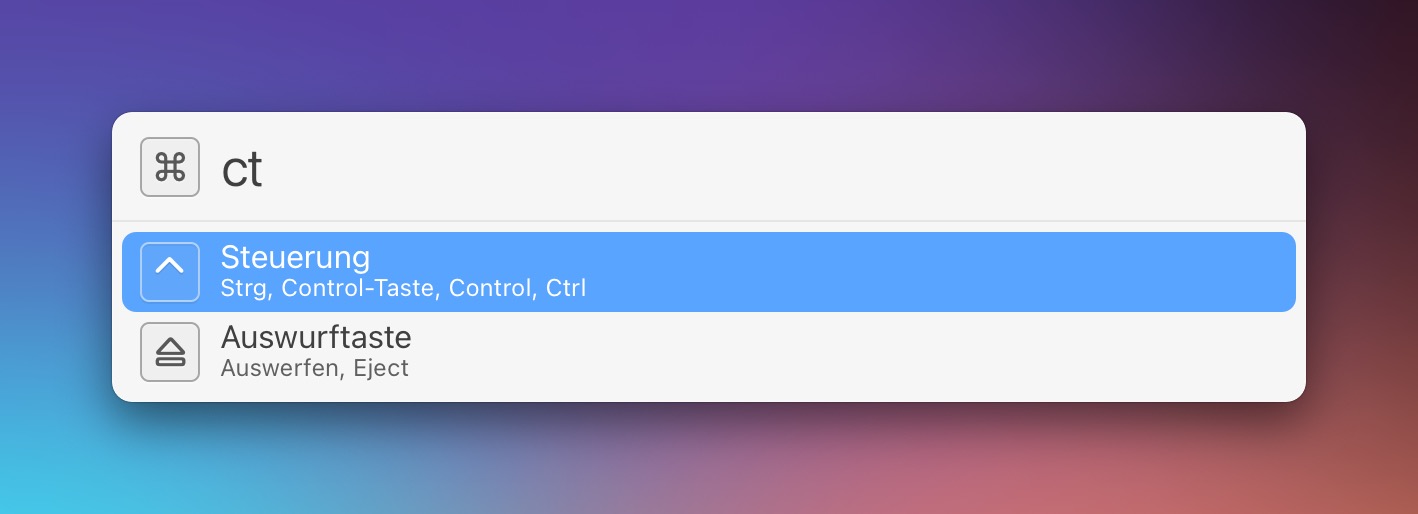 ⌘ ct
Steuerung
Strg, Control-Taste, Control, Ctrl
Auswurftaste
Auswerfen, Eject